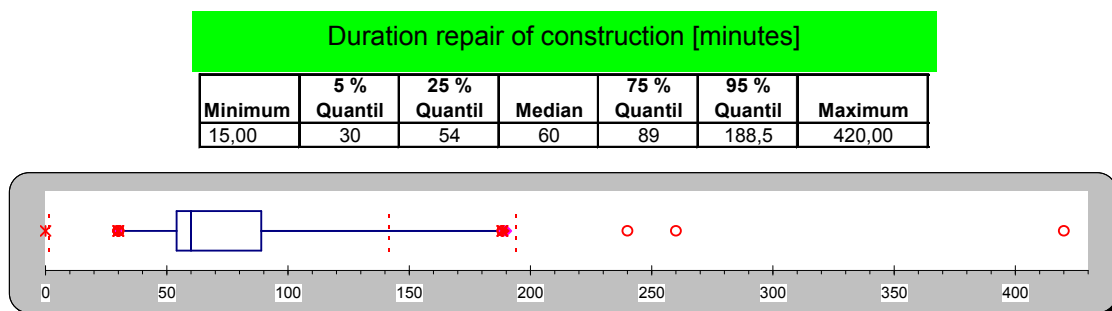 Duration repair of construction [minutes]
5 % 25 % 75 % 95 %
Minimum Quantil Quantil Median Quantil Quantil Maximum
15,00 30 54 60 89 188,5 420,00
0 50 100 150 200 250 300 350 400